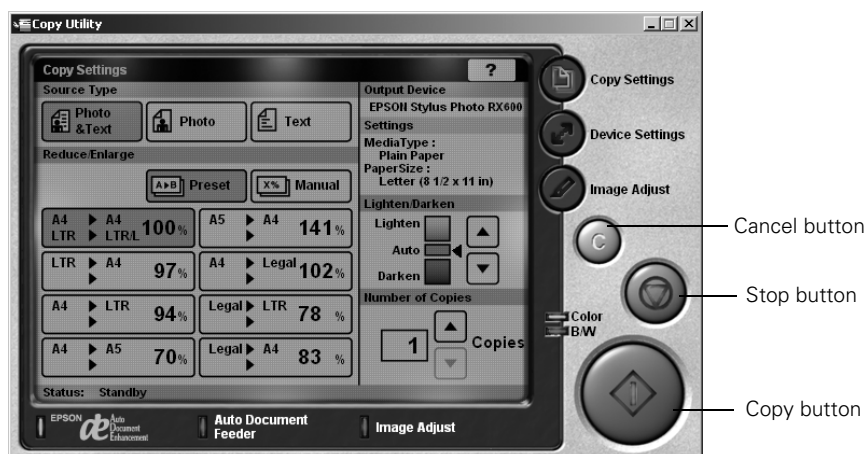 Copy Utility
Copy Settings
?
Source Type
Photo
&Text
Photo
Text
Reduce/Enlarge
A▶B Preset
X% Manual
A4 ▶ A4
LTR ▶ LTR/L
100%
A5 ▶ A4
▶
141%
LTR ▶ A4
▶
97%
A4 ▶ Legal
▶
102%
A4 ▶ LTR
▶
94%
Legal ▶ LTR
▶
78 %
A4 ▶ A5
▶
70%
Legal ▶ A4
▶
83 %
Status: Standby
Output Device
EPSON Stylus Photo RX600
Settings
MediaType :
Plain Paper
PaperSize :
Letter (8 1/2 x 11 in)
Lighten/Darken
Lighten
Auto
Darken
Number of Copies
1
Copies
Copy Settings
Device Settings
Image Adjust
C
Color
B/W
Cancel button
Stop button
Copy button
EPSON
Auto
Document
Enhancement
Auto Document
Feeder
Image Adjust